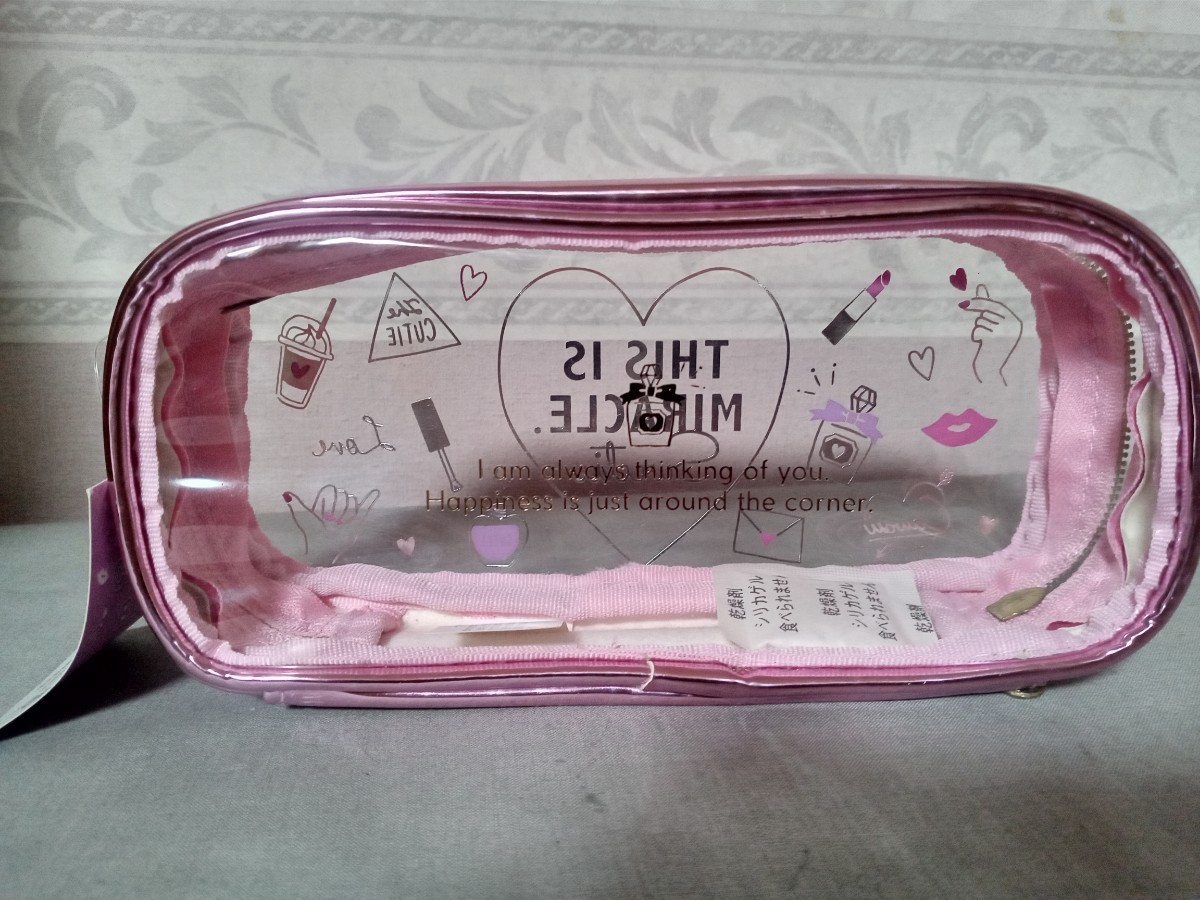 The
CUTIE
THIS IS
MIRACLE.
Love
I am always thinking of you.
Happiness is just around the corner.
乾燥剤
シリカゲル
食べられません
乾燥剤
シリカゲル
食べられません
乾燥剤